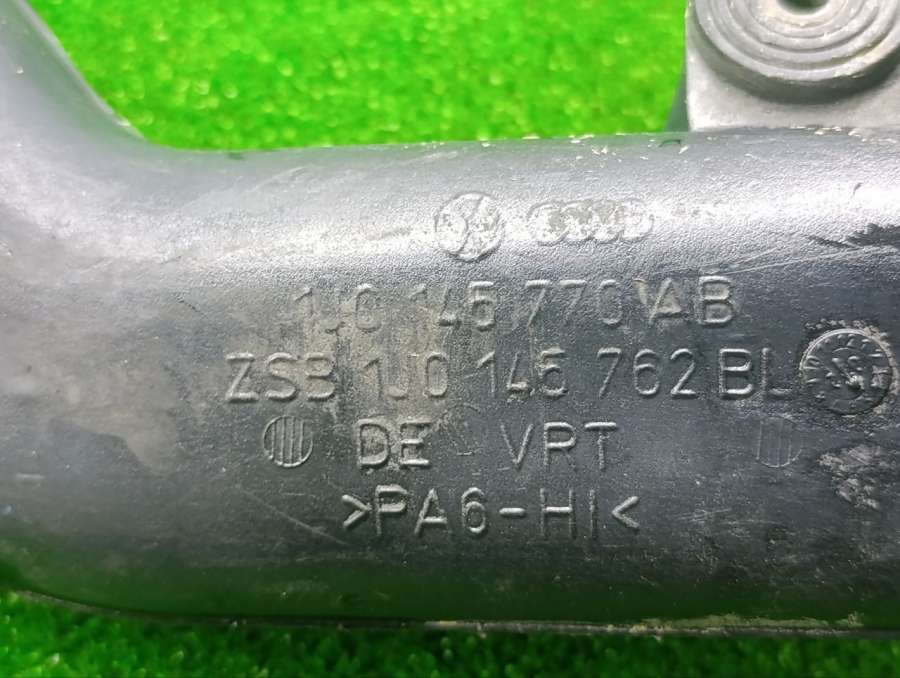 1J0 145 770 AB
ZSB 1J0 145 762 BL
DE VRT
>PA6-HI<